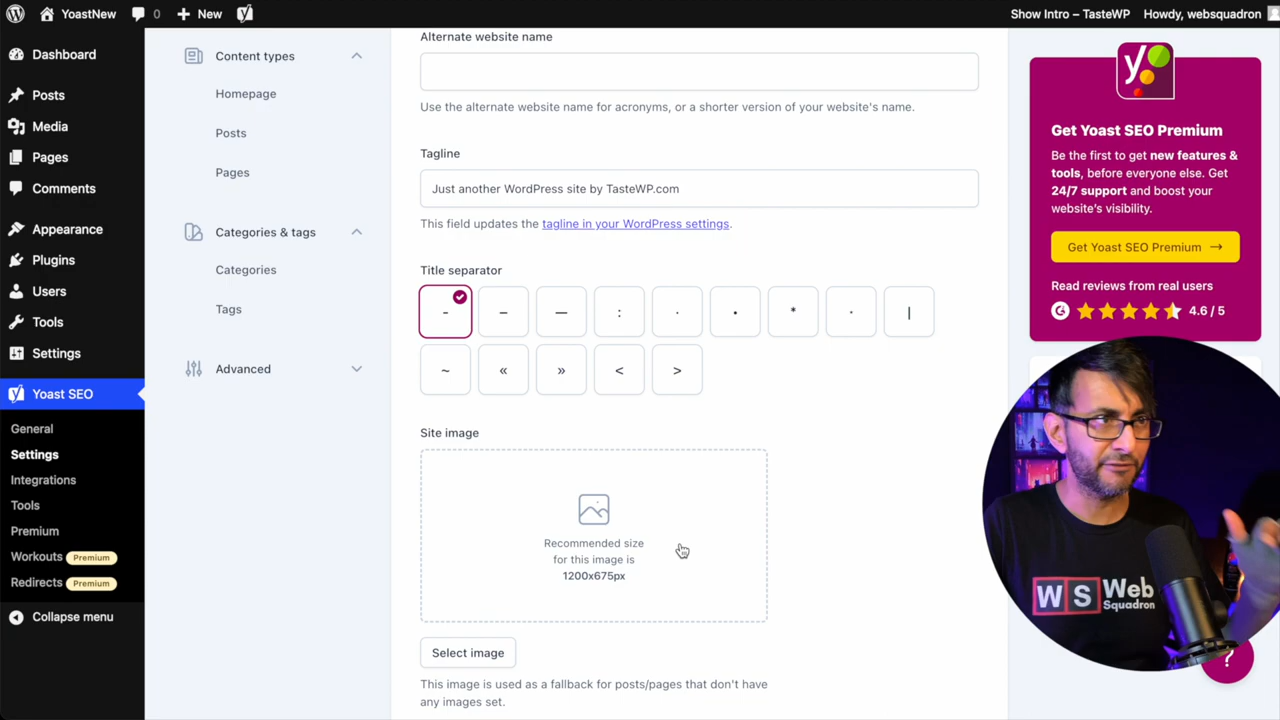 YoastNew
0
New
Show Intro – TasteWP
Howdy, websquadron
Dashboard
Posts
Media
Pages
Comments
Appearance
Plugins
Users
Tools
Settings
Yoast SEO
General
Settings
Integrations
Tools
Premium
Workouts Premium
Redirects Premium
Collapse menu
Content types
Homepage
Posts
Pages
Categories & tags
Categories
Tags
Advanced
Alternate website name
Use the alternate website name for acronyms, or a shorter version of your website's name.
Tagline
Just another WordPress site by TasteWP.com
This field updates the tagline in your WordPress settings.
Title separator
- – — : · • * ⋅ |
~ « » < >
Site image
Recommended size
for this image is
1200x675px
Select image
This image is used as a fallback for posts/pages that don't have
any images set.
y
Get Yoast SEO Premium
Be the first to get new features &
tools, before everyone else. Get
24/7 support and boost your
website's visibility.
Get Yoast SEO Premium →
Read reviews from real users
G 4.6 / 5
WS Web
Squadron
?